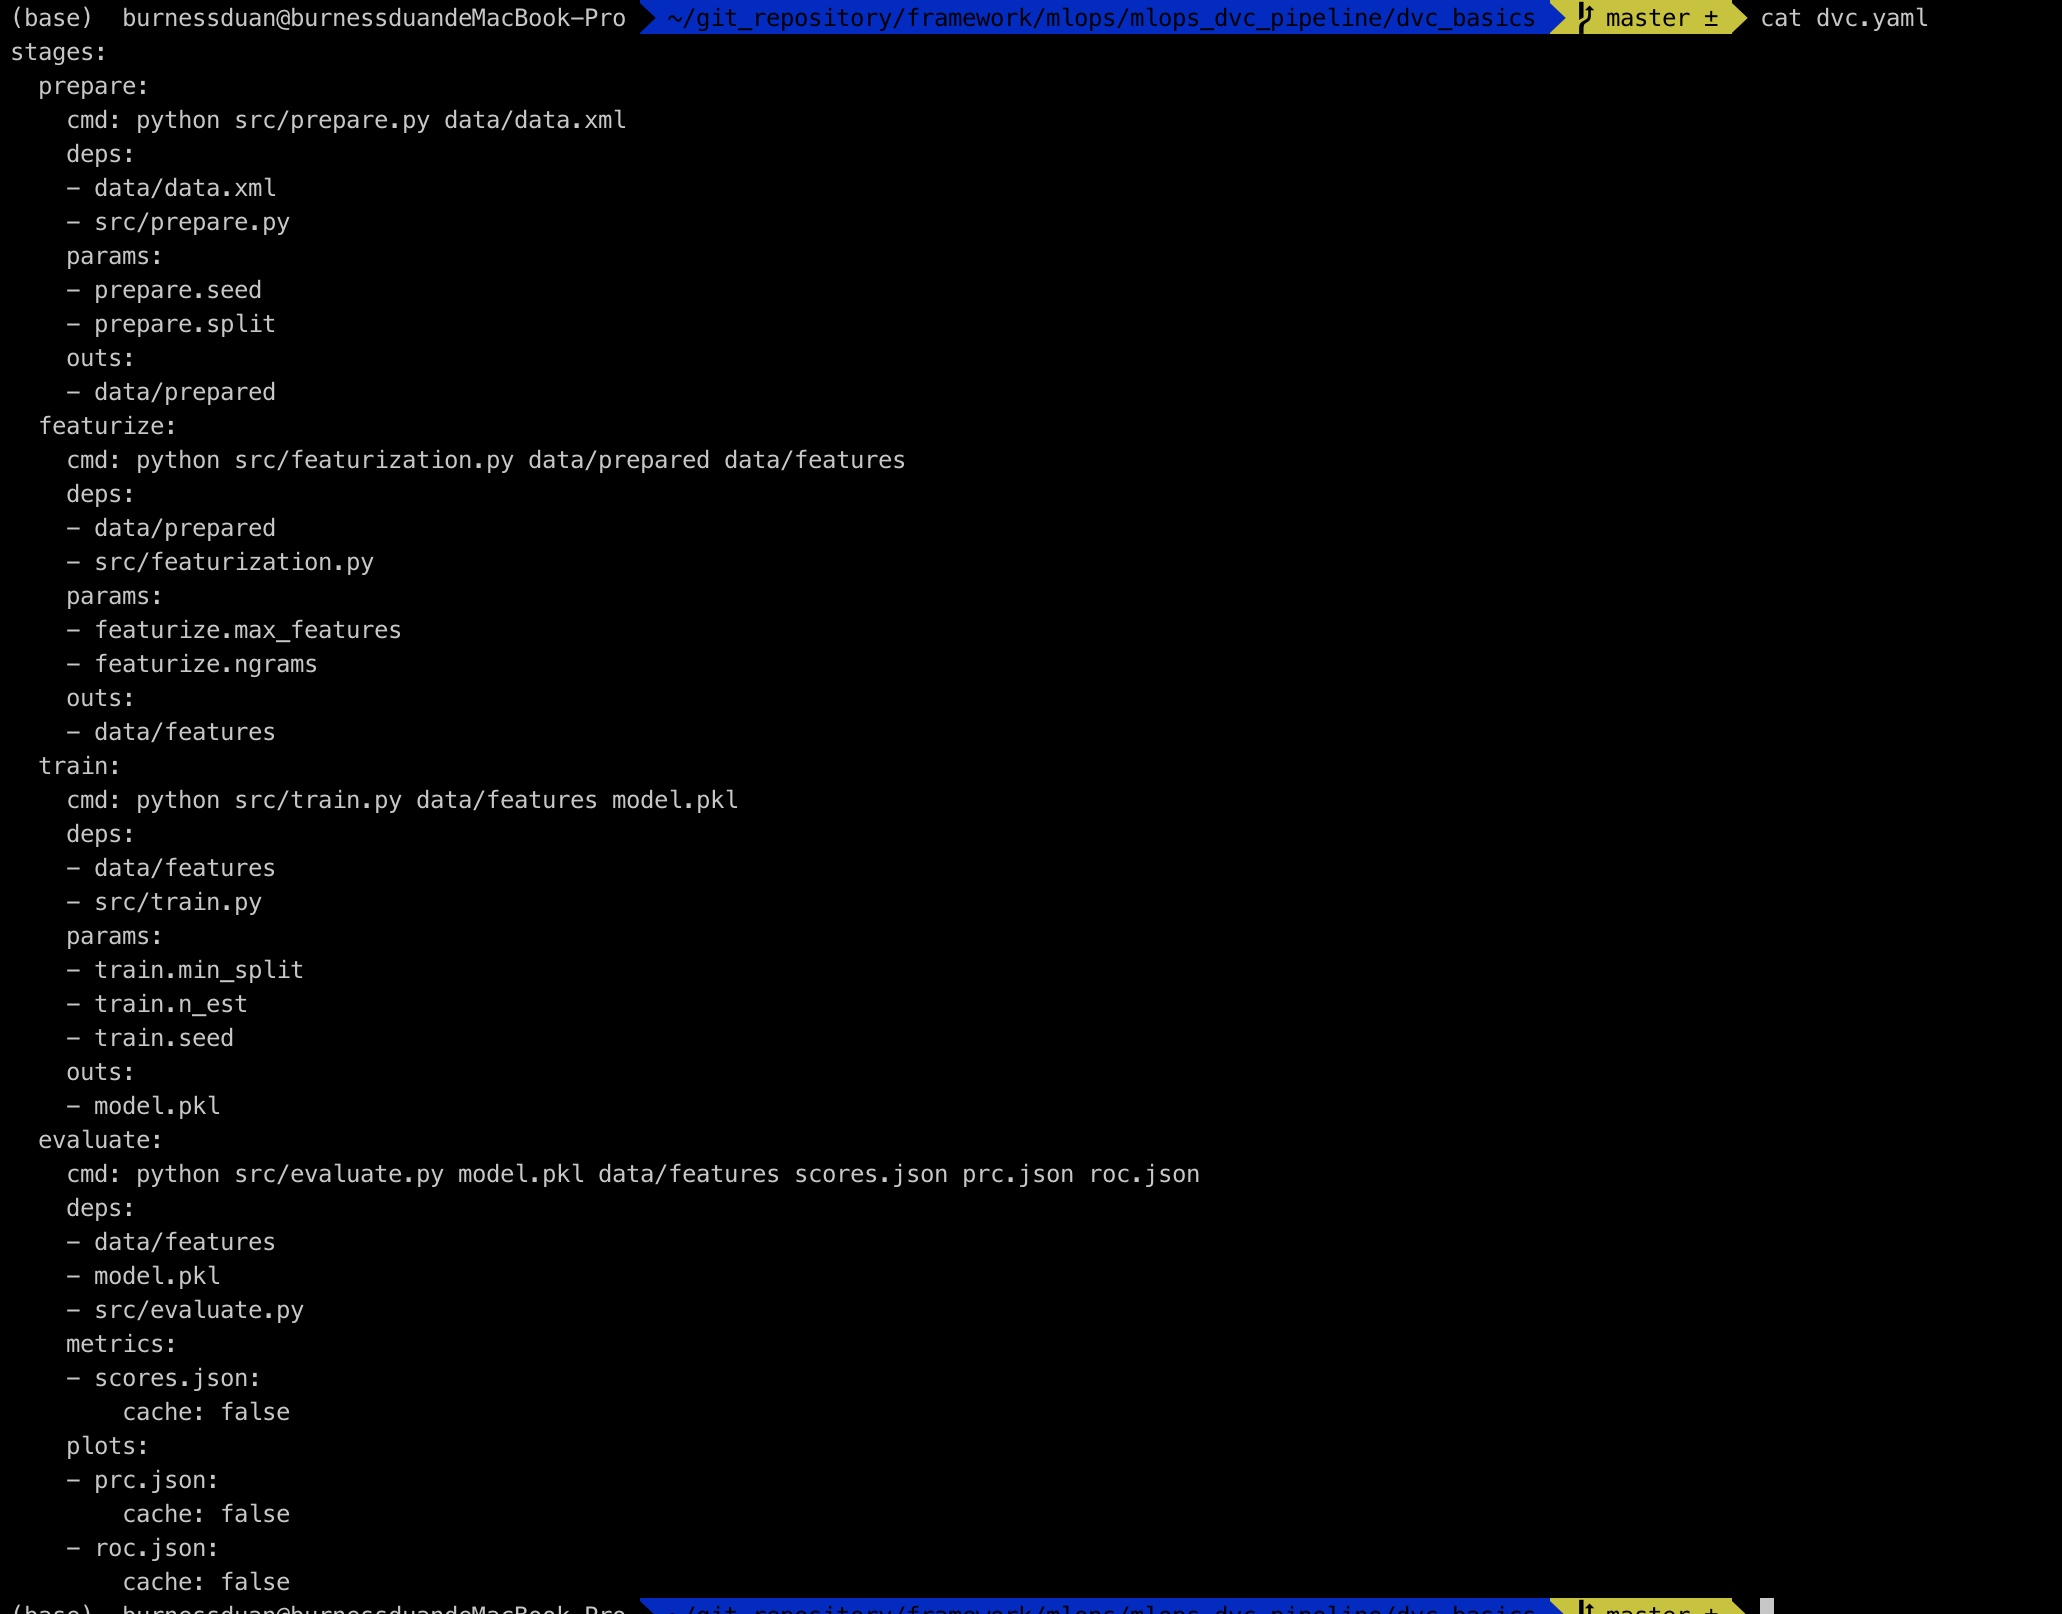 (base) burnessduan@burnessduandeMacBook-Pro ~/git_repository/framework/mlops/mlops_dvc_pipeline/dvc_basics master ± cat dvc.yaml
stages:
  prepare:
    cmd: python src/prepare.py data/data.xml
    deps:
    - data/data.xml
    - src/prepare.py
    params:
    - prepare.seed
    - prepare.split
    outs:
    - data/prepared
  featurize:
    cmd: python src/featurization.py data/prepared data/features
    deps:
    - data/prepared
    - src/featurization.py
    params:
    - featurize.max_features
    - featurize.ngrams
    outs:
    - data/features
  train:
    cmd: python src/train.py data/features model.pkl
    deps:
    - data/features
    - src/train.py
    params:
    - train.min_split
    - train.n_est
    - train.seed
    outs:
    - model.pkl
  evaluate:
    cmd: python src/evaluate.py model.pkl data/features scores.json prc.json roc.json
    deps:
    - data/features
    - model.pkl
    - src/evaluate.py
    metrics:
    - scores.json:
        cache: false
    plots:
    - prc.json:
        cache: false
    - roc.json:
        cache: false
(base) burnessduan@burnessduandeMacBook-Pro ~/git_repository/framework/mlops/mlops_dvc_pipeline/dvc_basics master ±